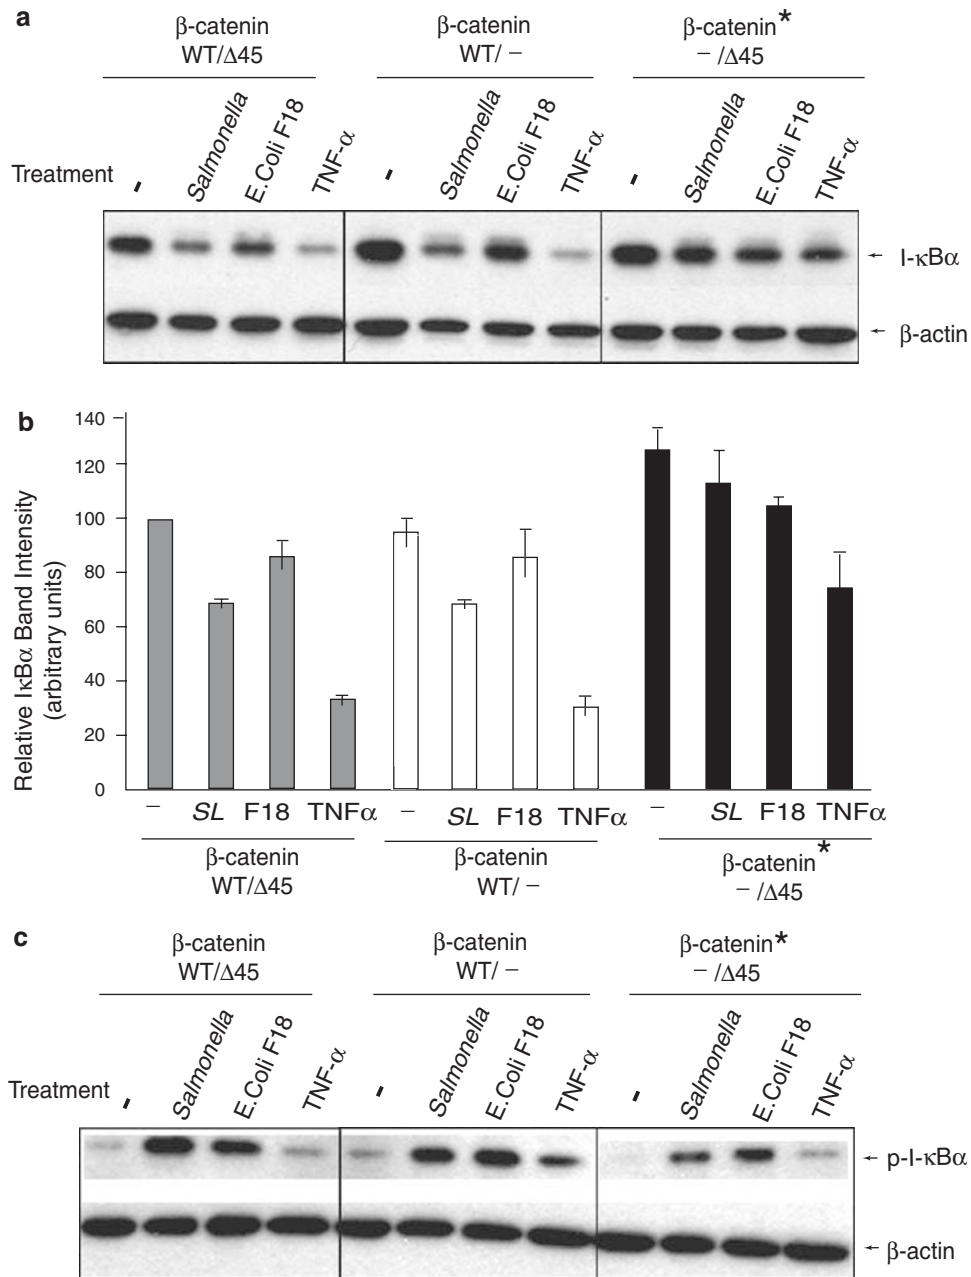 a
β-catenin WT/Δ45
β-catenin WT/ –
β-catenin* – /Δ45
Treatment - Salmonella E.Coli F18 TNF-α - Salmonella E.Coli F18 TNF-α - Salmonella E.Coli F18 TNF-α
← I-κBα
← β-actin
b
Relative IκBα Band Intensity (arbitrary units)
140
120
100
80
60
40
20
0
– SL F18 TNFα – SL F18 TNFα – SL F18 TNFα
β-catenin WT/Δ45
β-catenin WT/ –
β-catenin* – /Δ45
c
β-catenin WT/Δ45
β-catenin WT/ –
β-catenin* – /Δ45
Treatment - Salmonella E.Coli F18 TNF-α - Salmonella E.Coli F18 TNF-α - Salmonella E.Coli F18 TNF-α
← p-I-κBα
← β-actin